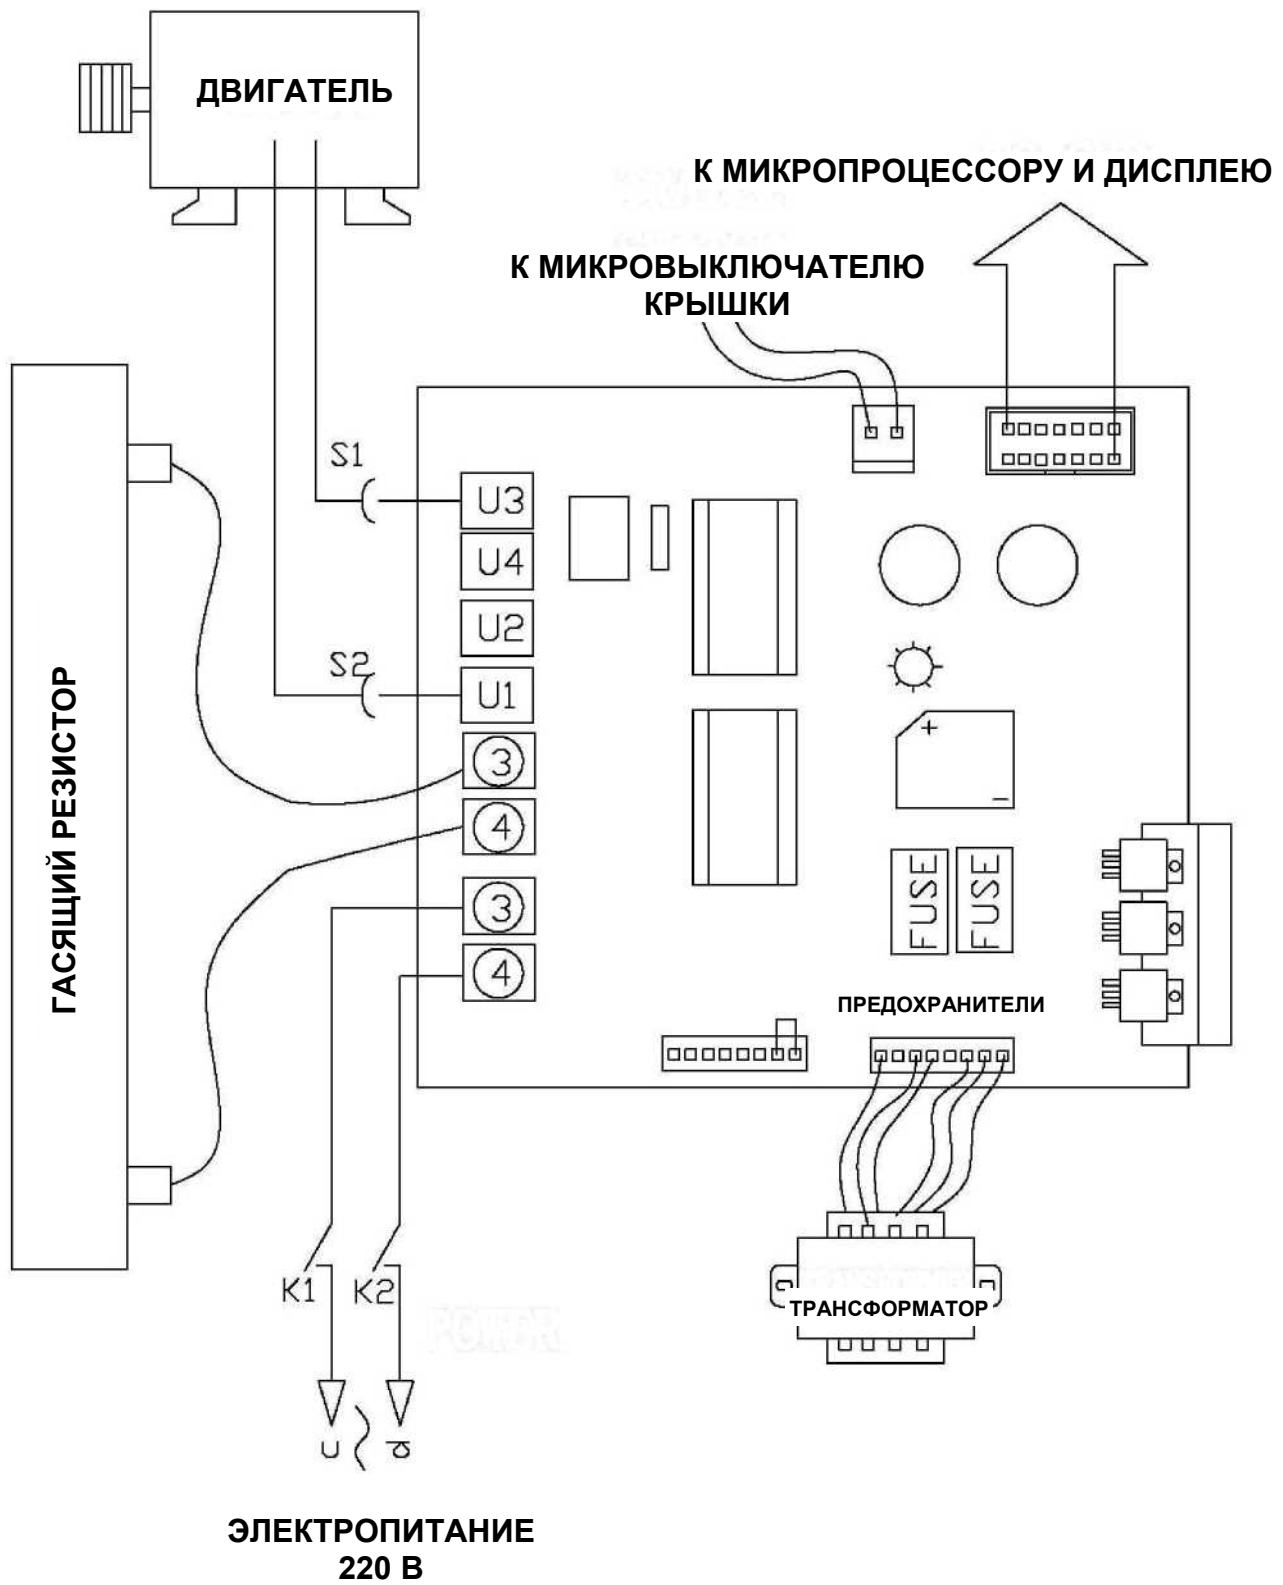 ДВИГАТЕЛЬ
К МИКРОПРОЦЕССОРУ И ДИСПЛЕЮ
К МИКРОВЫКЛЮЧАТЕЛЮ
КРЫШКИ
S1
U3
U4
U2
S2
U1
3
4
3
4
ГАСЯЩИЙ РЕЗИСТОР
+
−
FUSE
FUSE
ПРЕДОХРАНИТЕЛИ
K1
K2
ТРАНСФОРМАТОР
POWER
ЭЛЕКТРОПИТАНИЕ
220 В